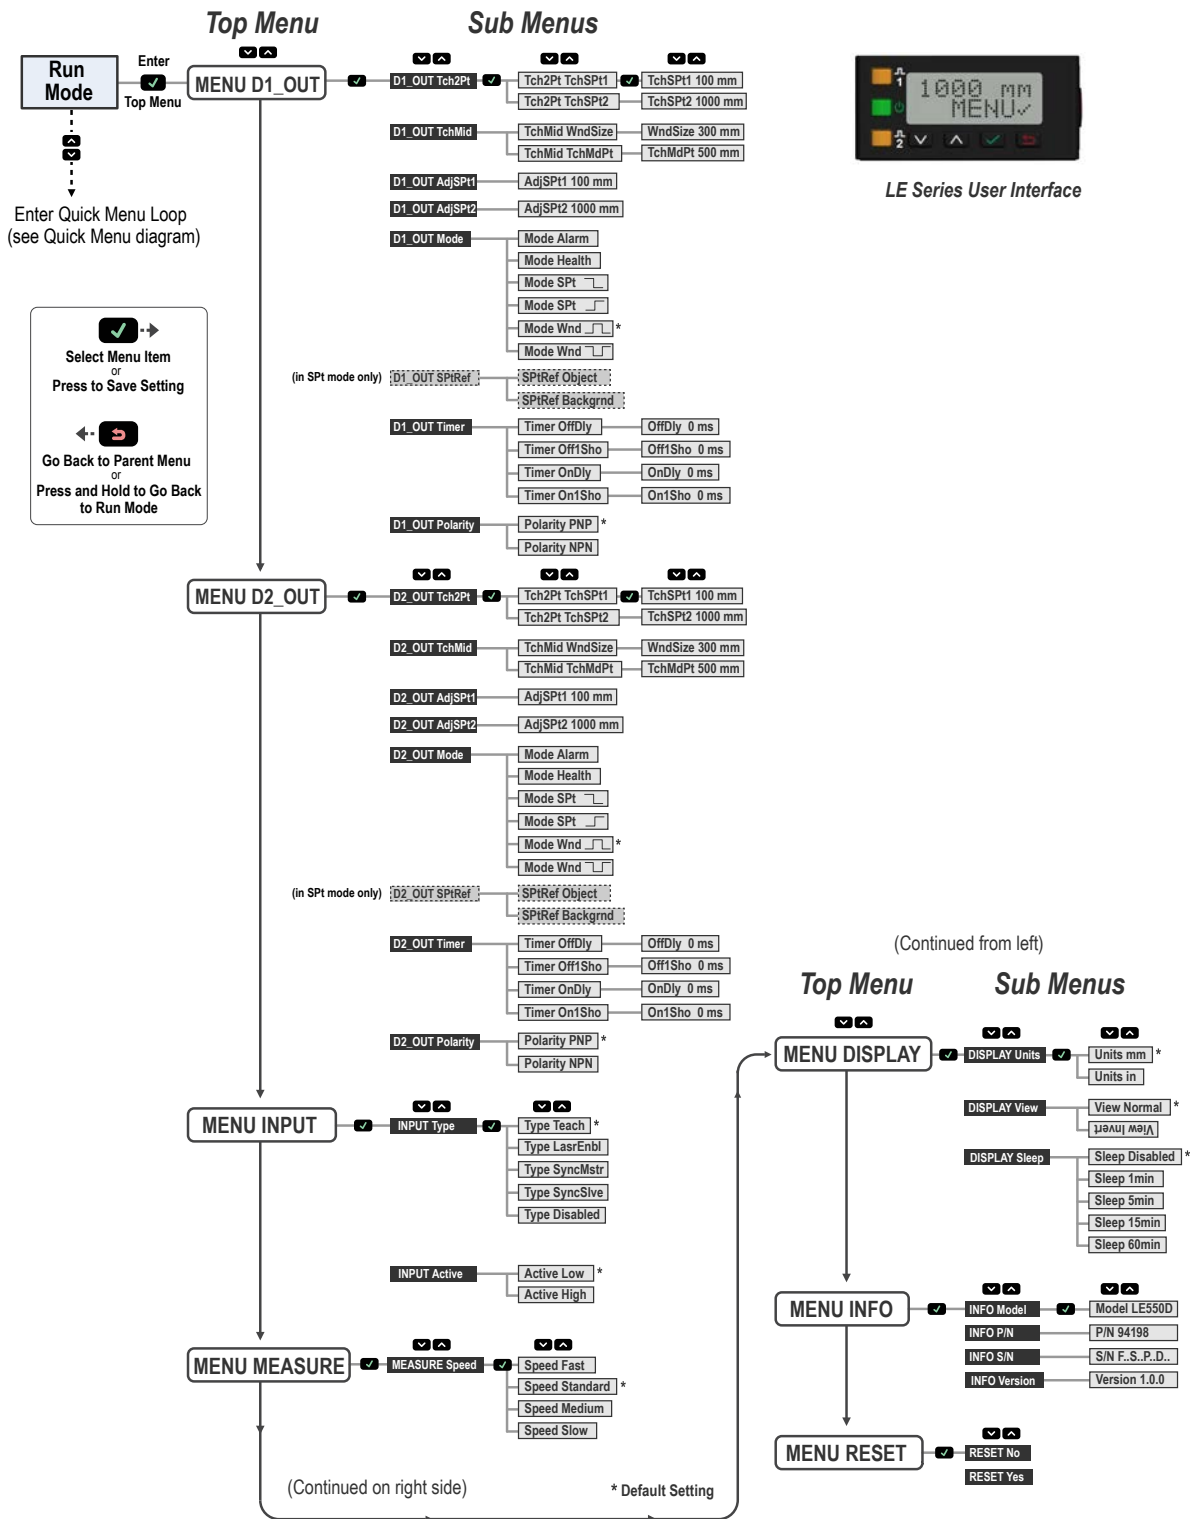 Top Menu
Sub Menus
Run Mode
Enter
Top Menu
MENU D1_OUT
D1_OUT Tch2Pt
Tch2Pt TchSPt1
TchSPt1 100 mm
Tch2Pt TchSPt2
TchSPt2 1000 mm
D1_OUT TchMid
TchMid WndSize
WndSize 300 mm
TchMid TchMdPt
TchMdPt 500 mm
D1_OUT AdjSPt1
AdjSPt1 100 mm
D1_OUT AdjSPt2
AdjSPt2 1000 mm
D1_OUT Mode
Mode Alarm
Mode Health
Mode SPt
Mode SPt
Mode Wnd *
Mode Wnd
(in SPt mode only)
D1_OUT SPtRef
SPtRef Object
SPtRef Backgrnd
D1_OUT Timer
Timer OffDly
OffDly 0 ms
Timer Off1Sho
Off1Sho 0 ms
Timer OnDly
OnDly 0 ms
Timer On1Sho
On1Sho 0 ms
D1_OUT Polarity
Polarity PNP *
Polarity NPN
Enter Quick Menu Loop
(see Quick Menu diagram)
Select Menu Item
or
Press to Save Setting
Go Back to Parent Menu
or
Press and Hold to Go Back
to Run Mode
1
1000 mm
MENU✓
2
LE Series User Interface
MENU D2_OUT
D2_OUT Tch2Pt
Tch2Pt TchSPt1
TchSPt1 100 mm
Tch2Pt TchSPt2
TchSPt2 1000 mm
D2_OUT TchMid
TchMid WndSize
WndSize 300 mm
TchMid TchMdPt
TchMdPt 500 mm
D2_OUT AdjSPt1
AdjSPt1 100 mm
D2_OUT AdjSPt2
AdjSPt2 1000 mm
D2_OUT Mode
Mode Alarm
Mode Health
Mode SPt
Mode SPt
Mode Wnd *
Mode Wnd
(in SPt mode only)
D2_OUT SPtRef
SPtRef Object
SPtRef Backgrnd
D2_OUT Timer
Timer OffDly
OffDly 0 ms
Timer Off1Sho
Off1Sho 0 ms
Timer OnDly
OnDly 0 ms
Timer On1Sho
On1Sho 0 ms
D2_OUT Polarity
Polarity PNP *
Polarity NPN
MENU INPUT
INPUT Type
Type Teach *
Type LasrEnbl
Type SyncMstr
Type SyncSlve
Type Disabled
INPUT Active
Active Low *
Active High
MENU MEASURE
MEASURE Speed
Speed Fast
Speed Standard *
Speed Medium
Speed Slow
(Continued on right side)
* Default Setting
(Continued from left)
Top Menu
Sub Menus
MENU DISPLAY
DISPLAY Units
Units mm *
Units in
DISPLAY View
View Normal *
View Invert
DISPLAY Sleep
Sleep Disabled *
Sleep 1min
Sleep 5min
Sleep 15min
Sleep 60min
MENU INFO
INFO Model
Model LE550D
INFO P/N
P/N 94198
INFO S/N
S/N F..S..P..D..
INFO Version
Version 1.0.0
MENU RESET
RESET No
RESET Yes